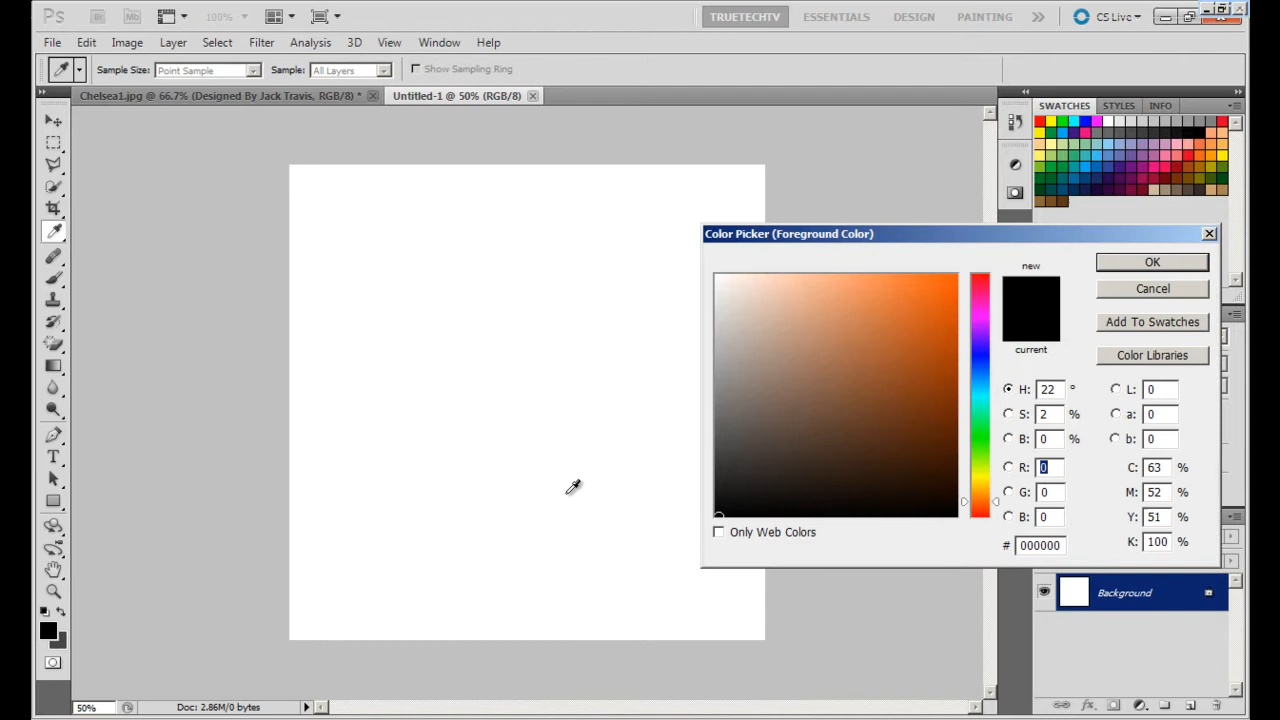 Ps Br Mb 100% TRUETECHTV ESSENTIALS DESIGN PAINTING CS Live
File Edit Image Layer Select Filter Analysis 3D View Window Help
Sample Size: Point Sample Sample: All Layers Show Sampling Ring
Chelsea1.jpg @ 66.7% (Designed By Jack Travis, RGB/8) * Untitled-1 @ 50% (RGB/8)
SWATCHES STYLES INFO
Color Picker (Foreground Color)
new
current
OK
Cancel
Add To Swatches
Color Libraries
H: 22 ° L: 0
S: 2 % a: 0
B: 0 % b: 0
R: 0 C: 63 %
G: 0 M: 52 %
B: 0 Y: 51 %
# 000000 K: 100 %
Only Web Colors
Background
50% Doc: 2.86M/0 bytes